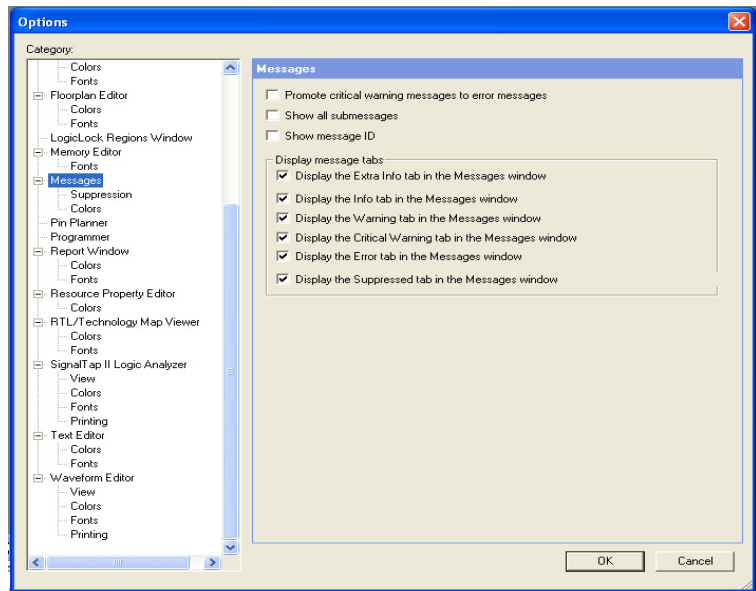 Options
Category:
Colors
Fonts
Floorplan Editor
Colors
Fonts
LogicLock Regions Window
Memory Editor
Fonts
Messages
Suppression
Colors
Pin Planner
Programmer
Report Window
Colors
Fonts
Resource Property Editor
Colors
RTL/Technology Map Viewer
Colors
Fonts
SignalTap II Logic Analyzer
View
Colors
Fonts
Printing
Text Editor
Colors
Fonts
Waveform Editor
View
Colors
Fonts
Printing
Messages
Promote critical warning messages to error messages
Show all submessages
Show message ID
Display message tabs
Display the Extra Info tab in the Messages window
Display the Info tab in the Messages window
Display the Warning tab in the Messages window
Display the Critical Warning tab in the Messages window
Display the Error tab in the Messages window
Display the Suppressed tab in the Messages window
OK
Cancel